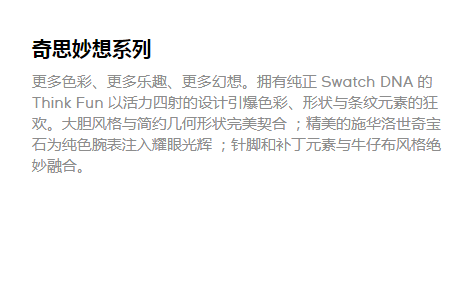 奇思妙想系列
更多色彩、更多乐趣、更多幻想。拥有纯正 Swatch DNA 的
Think Fun 以活力四射的设计引爆色彩、形状与条纹元素的狂
欢。大胆风格与简约几何形状完美契合 ；精美的施华洛世奇宝
石为纯色腕表注入耀眼光辉 ；针脚和补丁元素与牛仔布风格绝
妙融合。